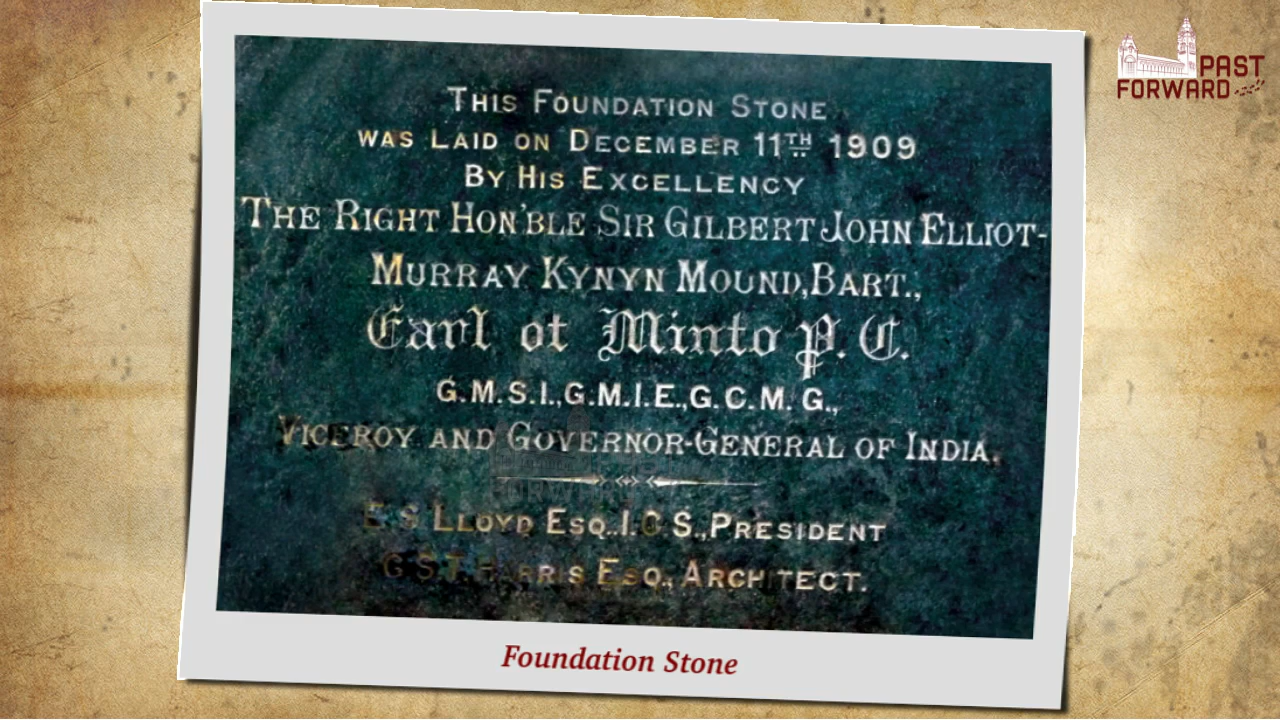 THIS FOUNDATION STONE
WAS LAID ON DECEMBER 11TH 1909
BY HIS EXCELLENCY
THE RIGHT HON'BLE SIR GILBERT JOHN ELLIOT-
MURRAY KYNYN MOUND, BART.,
Earl of Minto P. C.
G.M.S.I., G.M.I.E., G.C.M.G.,
VICEROY AND GOVERNOR-GENERAL OF INDIA.
E S LLOYD ESQ., I. C S., PRESIDENT
G S T HARRIS ESQ., ARCHITECT.
Foundation Stone
PAST
FORWARD
FORWARD